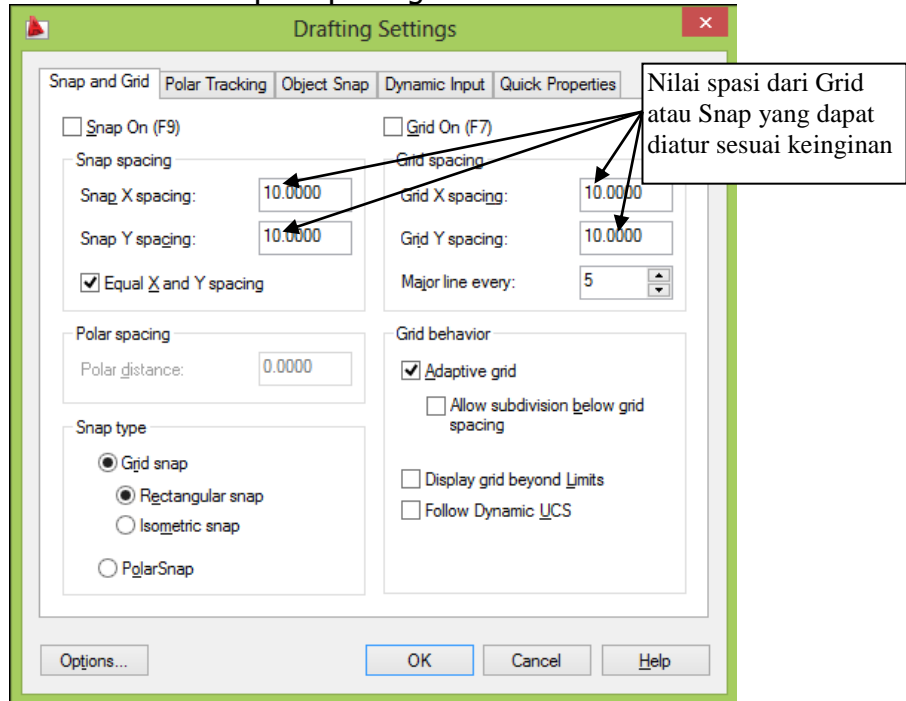 Drafting Settings
Snap and Grid Polar Tracking Object Snap Dynamic Input Quick Properties
Nilai spasi dari Grid
atau Snap yang dapat
diatur sesuai keinginan
Snap On (F9)
Snap spacing
Snap X spacing: 10.0000
Snap Y spacing: 10.0000
Equal X and Y spacing
Polar spacing
Polar distance: 0.0000
Snap type
Grid snap
Rectangular snap
Isometric snap
PolarSnap
Grid On (F7)
Grid spacing
Grid X spacing: 10.0000
Grid Y spacing: 10.0000
Major line every: 5
Grid behavior
Adaptive grid
Allow subdivision below grid
spacing
Display grid beyond Limits
Follow Dynamic UCS
Options... OK Cancel Help